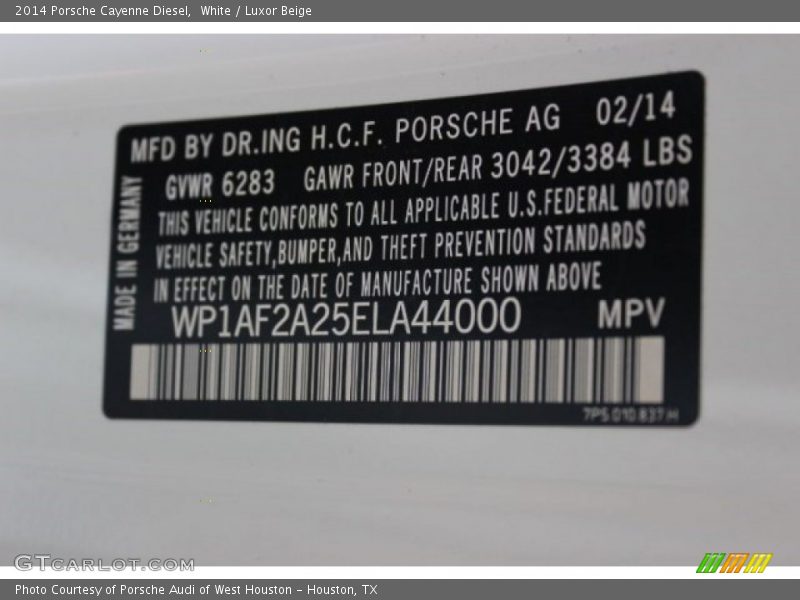 2014 Porsche Cayenne Diesel, White / Luxor Beige
MFD BY DR.ING H.C.F. PORSCHE AG 02/14
GVWR 6283 GAWR FRONT/REAR 3042/3384 LBS
THIS VEHICLE CONFORMS TO ALL APPLICABLE U.S.FEDERAL MOTOR
VEHICLE SAFETY,BUMPER,AND THEFT PREVENTION STANDARDS
IN EFFECT ON THE DATE OF MANUFACTURE SHOWN ABOVE
MADE IN GERMANY
WP1AF2A25ELA44000 MPV
7P5.010.837.H
GTCARLOT.COM
Photo Courtesy of Porsche Audi of West Houston - Houston, TX